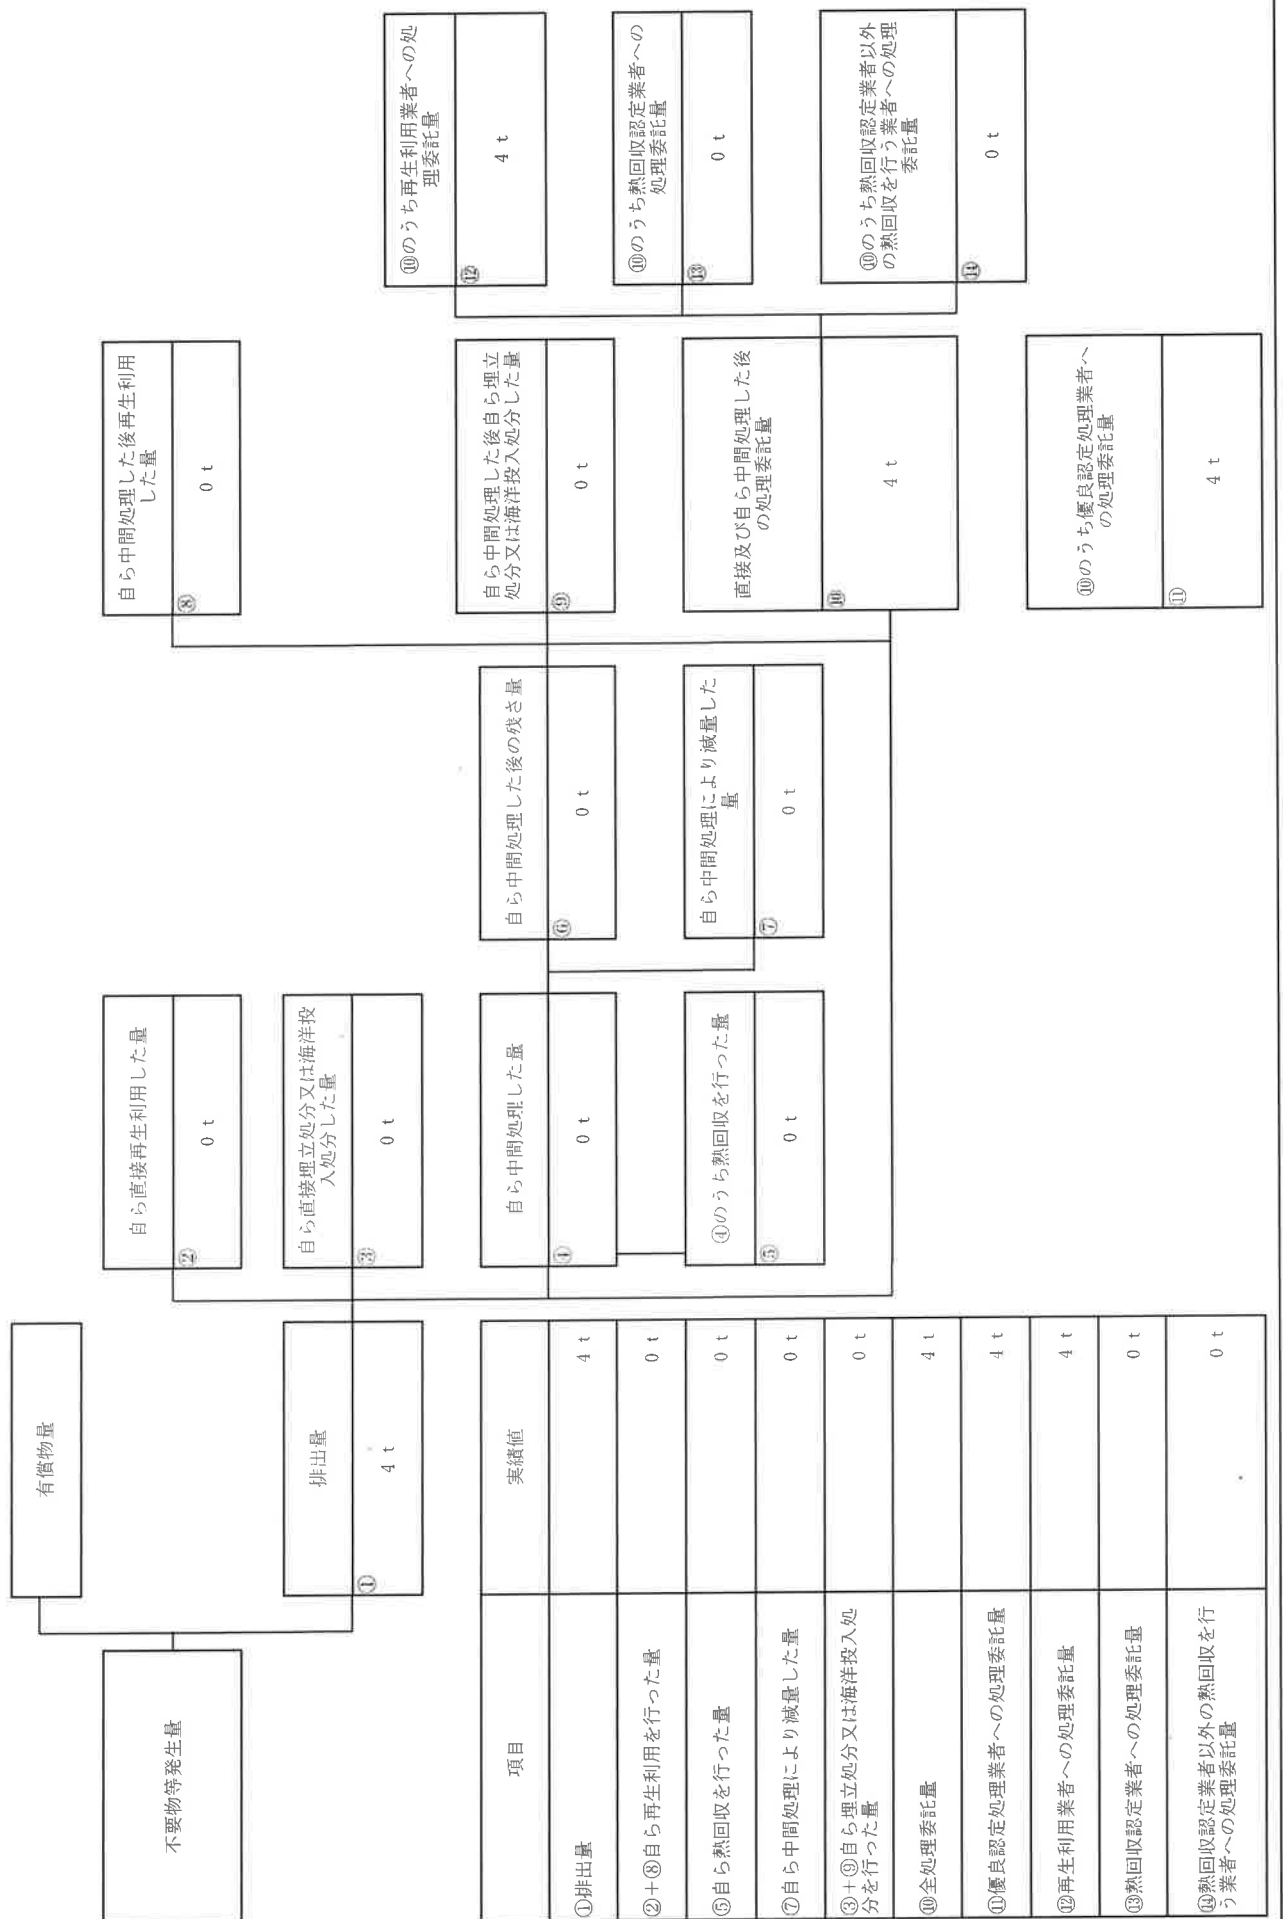 不要物等発生量
有償物量
排出量
①
4 t
自ら直接再生利用した量
②
0 t
自ら直接埋立処分又は海洋投
入処分した量
③
0 t
自ら中間処理した量
④
0 t
④のうち熱回収を行った量
⑤
0 t
自ら中間処理した後の残さ量
⑥
0 t
自ら中間処理により減量した
量
⑦
0 t
自ら中間処理した後再生利用
した量
⑧
0 t
自ら中間処理した後自ら埋立
処分又は海洋投入処分した量
⑨
0 t
直接及び自ら中間処理した後
の処理委託量
⑩
4 t
⑩のうち優良認定処理業者へ
の処理委託量
⑪
4 t
⑩のうち再生利用業者への処
理委託量
⑫
4 t
⑩のうち熱回収認定業者への
処理委託量
⑬
0 t
⑩のうち熱回収認定業者以外
の熱回収を行う業者への処理
委託量
⑭
0 t
項目 実績値
①排出量 4 t
②+⑧自ら再生利用を行った量 0 t
⑤自ら熱回収を行った量 0 t
⑦自ら中間処理により減量した量 0 t
③+⑨自ら埋立処分又は海洋投入処
分を行った量 0 t
⑩全処理委託量 4 t
⑪優良認定処理業者への処理委託量 4 t
⑫再生利用業者への処理委託量 4 t
⑬熱回収認定業者への処理委託量 0 t
⑭熱回収認定業者以外の熱回収を行
う業者への処理委託量 0 t